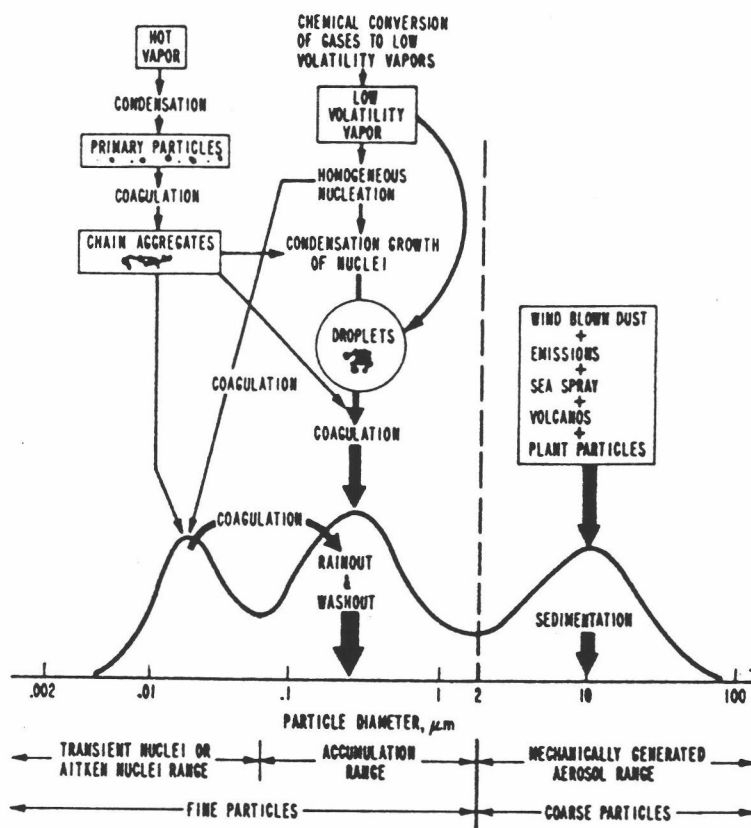 HOT
VAPOR
CONDENSATION
PRIMARY PARTICLES
COAGULATION
CHAIN AGGREGATES
CHEMICAL CONVERSION
OF GASES TO LOW
VOLATILITY VAPORS
LOW
VOLATILITY
VAPOR
HOMOGENEOUS
NUCLEATION
CONDENSATION GROWTH
OF NUCLEI
DROPLETS
COAGULATION
COAGULATION
WIND BLOWN DUST
+
EMISSIONS
+
SEA SPRAY
+
VOLCANOS
+
PLANT PARTICLES
COAGULATION
RAINOUT
&
WASHOUT
SEDIMENTATION
.002 .01 .1 1 2 10 100
PARTICLE DIAMETER, μm
TRANSIENT NUCLEI OR
AITKEN NUCLEI RANGE
ACCUMULATION
RANGE
MECHANICALLY GENERATED
AEROSOL RANGE
FINE PARTICLES
COARSE PARTICLES